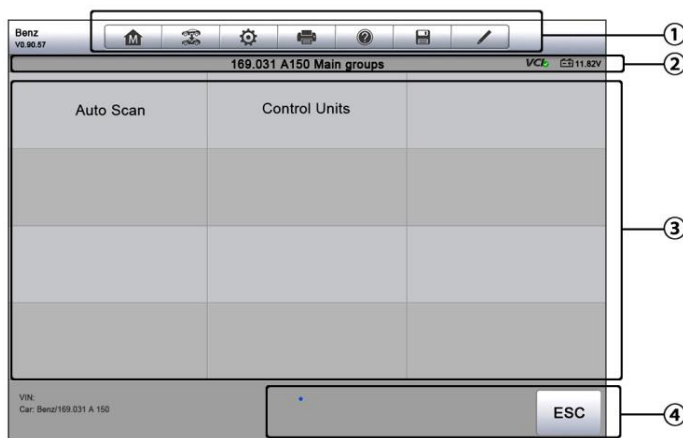 Benz
V0.90.57
M
①
169.031 A150 Main groups
VCI
11.82V
②
Auto Scan
Control Units
③
VIN:
Car: Benz/169.031 A 150
ESC
④